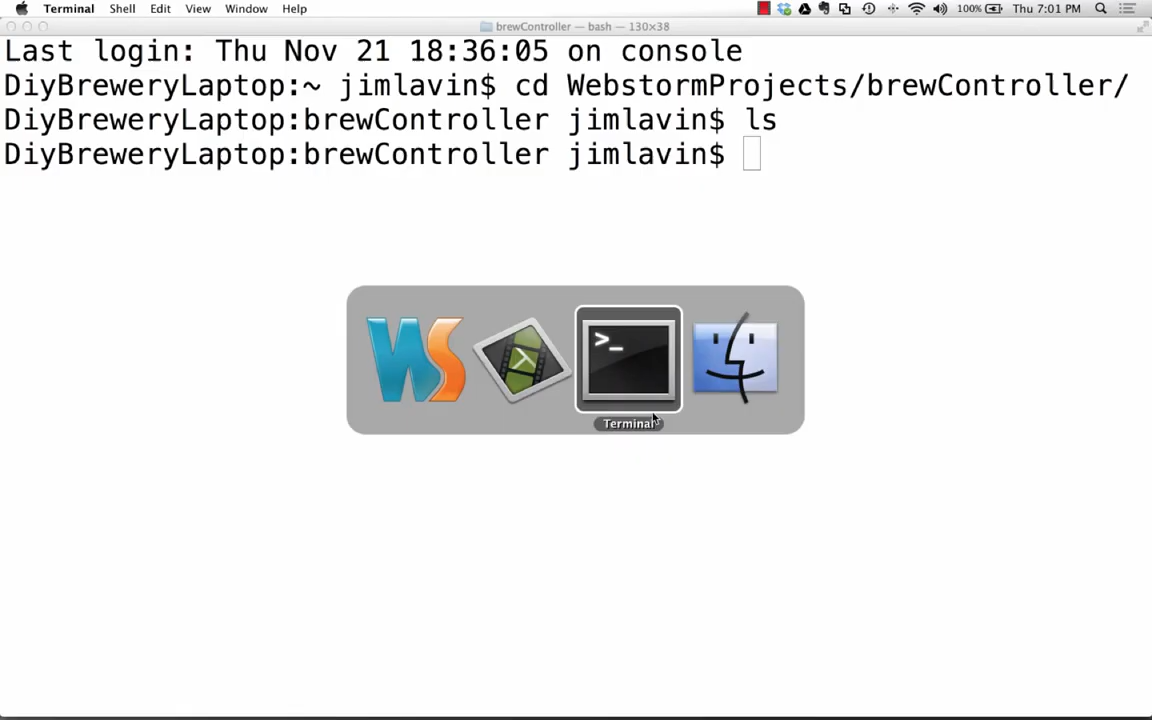 Terminal Shell Edit View Window Help 100% Thu 7:01 PM
brewController — bash — 130×38
Last login: Thu Nov 21 18:36:05 on console
DiyBreweryLaptop:~ jimlavin$ cd WebstormProjects/brewController/
DiyBreweryLaptop:brewController jimlavin$ ls
DiyBreweryLaptop:brewController jimlavin$
WS
>_
Terminal